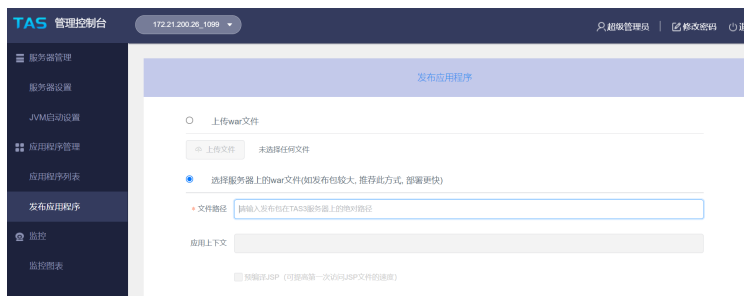 TAS 管理控制台
172.21.200.26_1099
超级管理员
修改密码
服务器管理
服务器设置
JVM启动设置
应用程序管理
应用程序列表
发布应用程序
监控
监控图表
发布应用程序
上传war文件
上传文件 未选择任何文件
选择服务器上的war文件(如发布包较大, 推荐此方式, 部署更快)
* 文件路径 请输入发布包在TAS3服务器上的绝对路径
应用上下文
预编译JSP（可提高第一次访问JSP文件的速度）